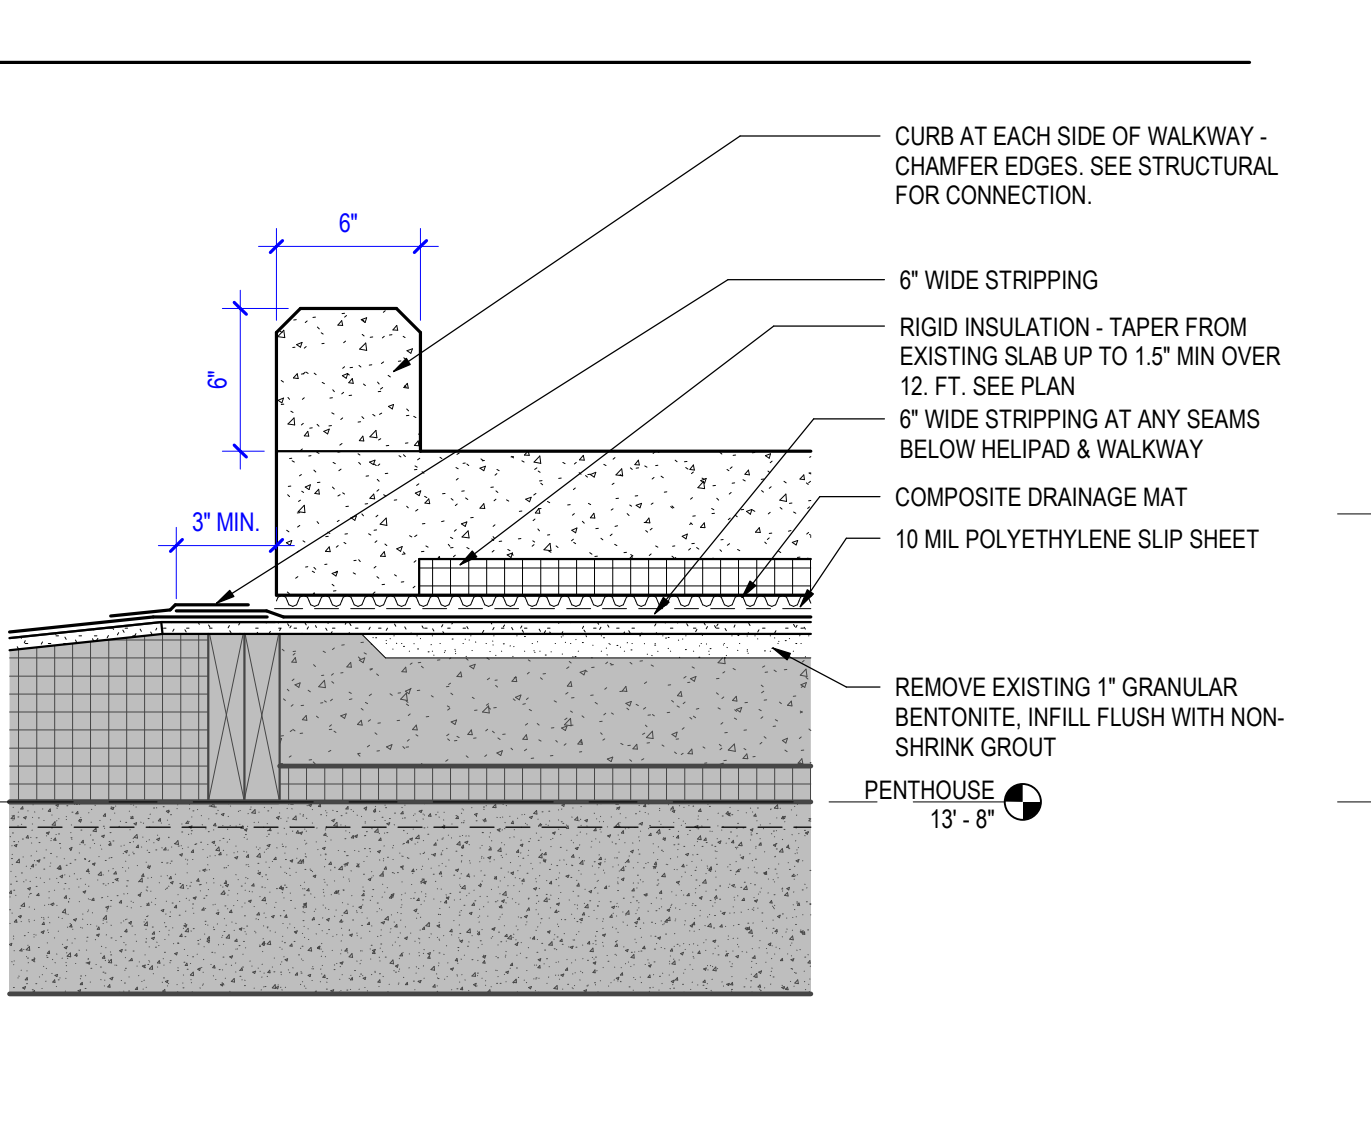 CURB AT EACH SIDE OF WALKWAY -
CHAMFER EDGES. SEE STRUCTURAL
FOR CONNECTION.
6"
6" WIDE STRIPPING
RIGID INSULATION - TAPER FROM
EXISTING SLAB UP TO 1.5" MIN OVER
12. FT. SEE PLAN
6"
6" WIDE STRIPPING AT ANY SEAMS
BELOW HELIPAD & WALKWAY
COMPOSITE DRAINAGE MAT
3" MIN.
10 MIL POLYETHYLENE SLIP SHEET
REMOVE EXISTING 1" GRANULAR
BENTONITE, INFILL FLUSH WITH NON-
SHRINK GROUT
PENTHOUSE
13' - 8"